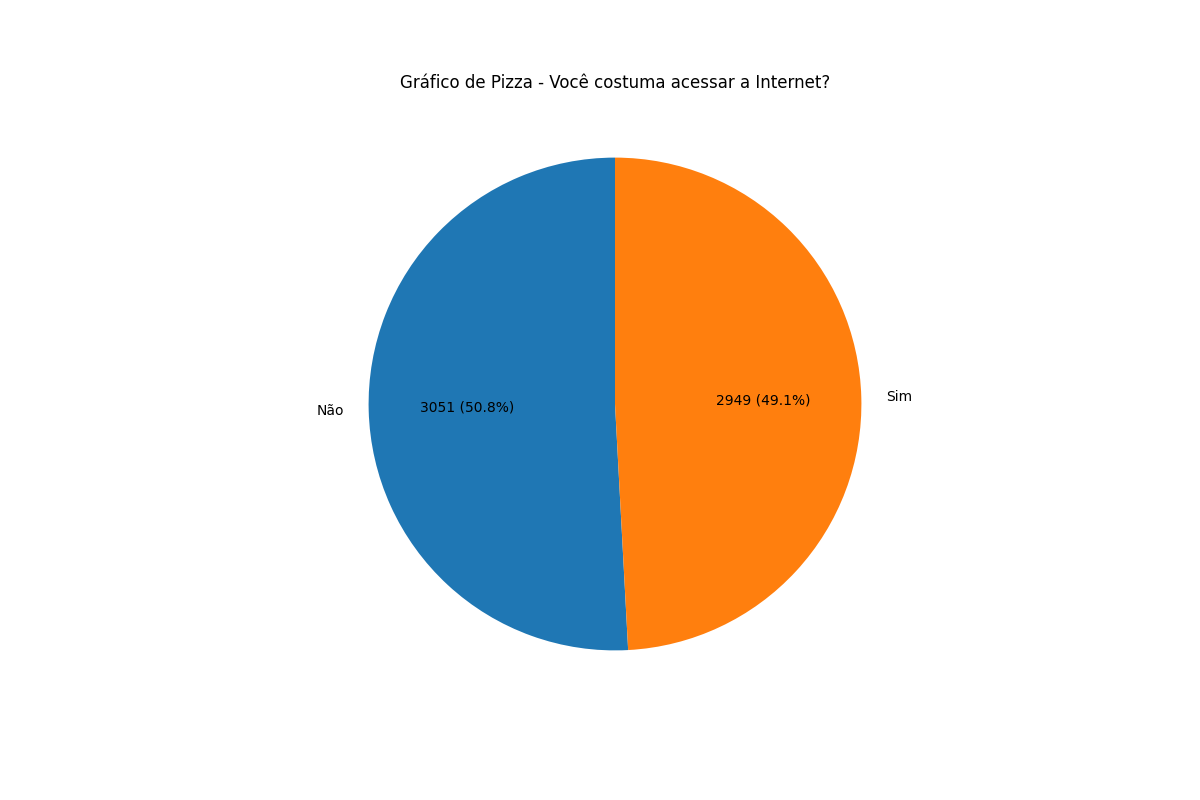 Gráfico de Pizza - Você costuma acessar a Internet?
Não
3051 (50.8%)
2949 (49.1%)
Sim